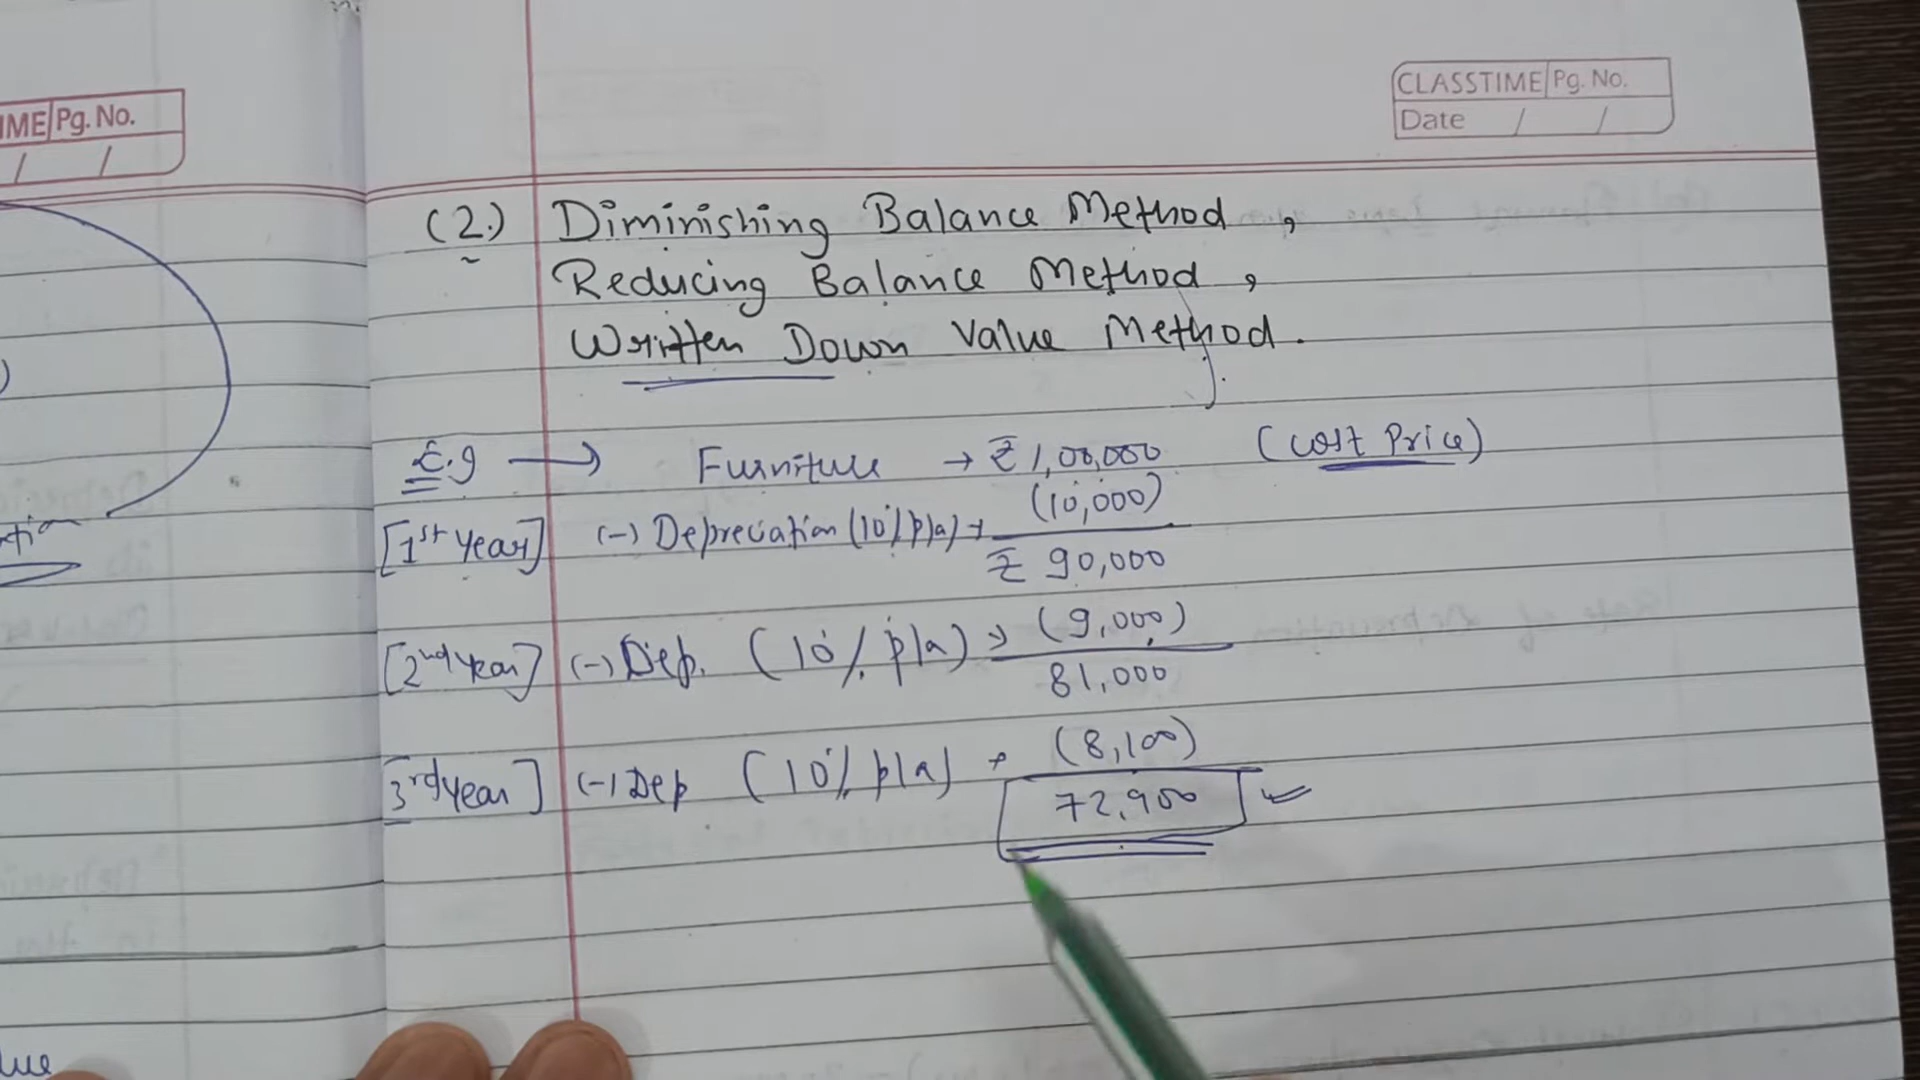 IME Pg. No.
/ /
CLASSTIME Pg. No.
Date / /
(2.) Diminishing Balance Method,
Reducing Balance Method,
Written Down Value Method.
E.g → Furniture → ₹1,00,000 (Cost Price)
[1st Year] (-) Depreciation (10% p/a) → (10,000)
₹ 90,000
[2nd Year] (-) Dep. (10% p/a) → (9,000)
81,000
[3rd Year] (-) Dep (10% p/a) → (8,100)
72,900